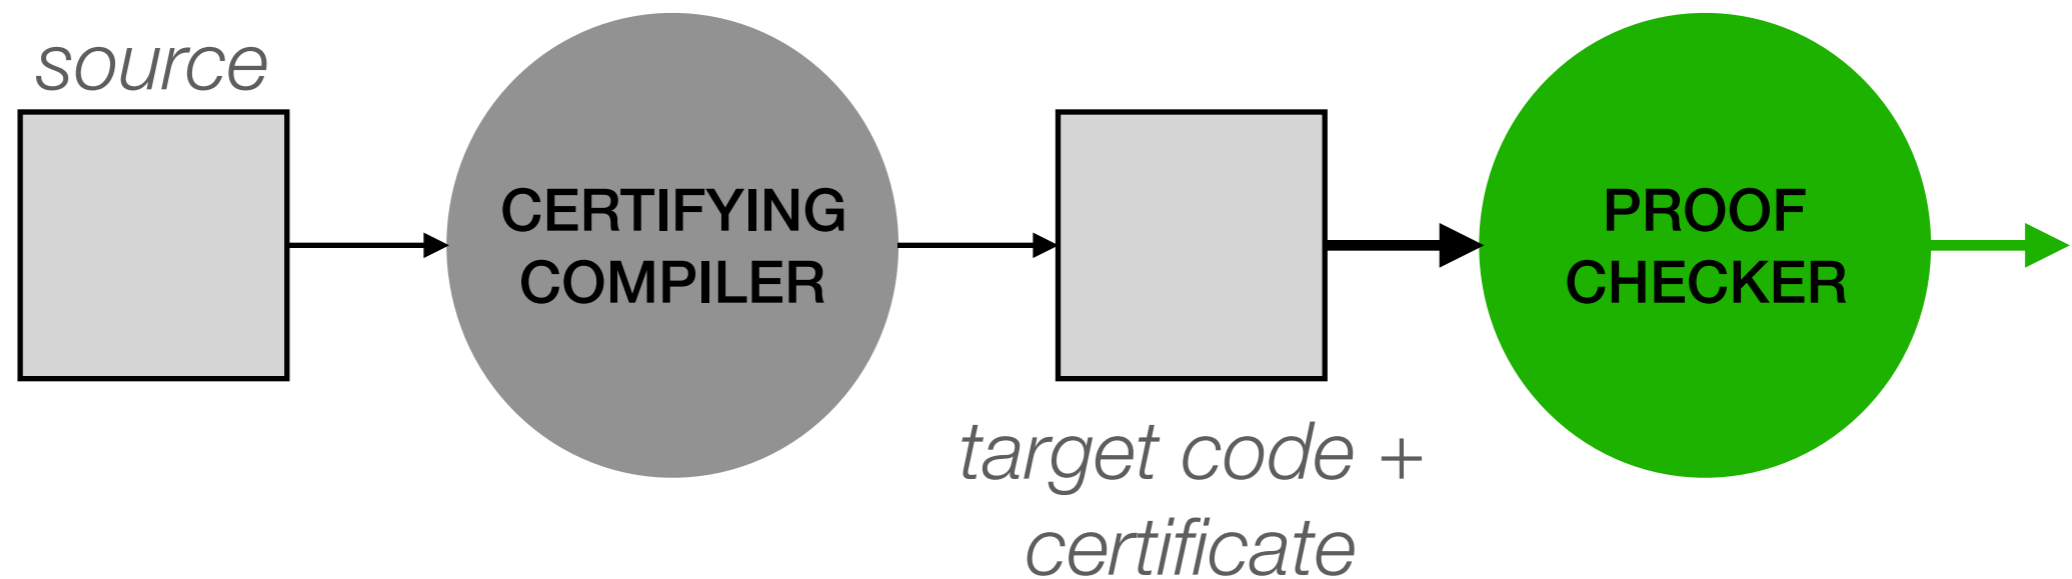 source
CERTIFYING
COMPILER
target code +
certificate
PROOF
CHECKER